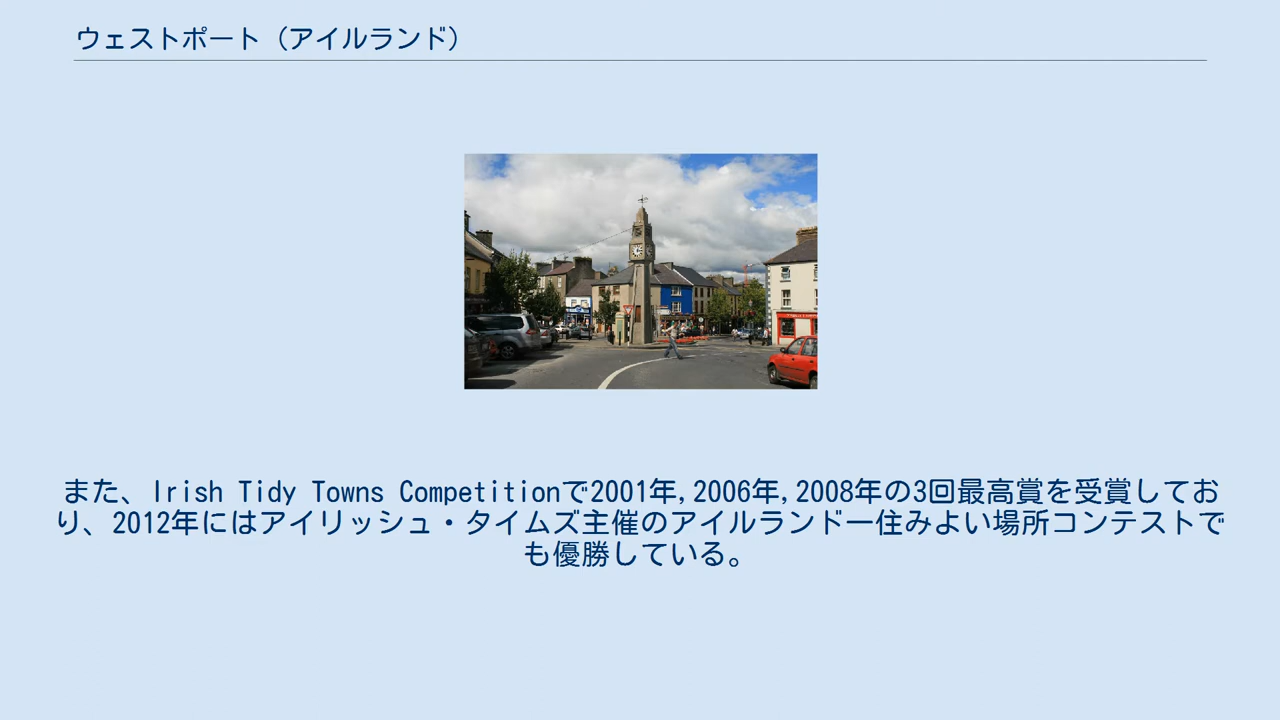 ウェストポート（アイルランド）
また、Irish Tidy Towns Competitionで2001年,2006年,2008年の3回最高賞を受賞してお
り、2012年にはアイリッシュ・タイムズ主催のアイルランド一住みよい場所コンテストで
も優勝している。